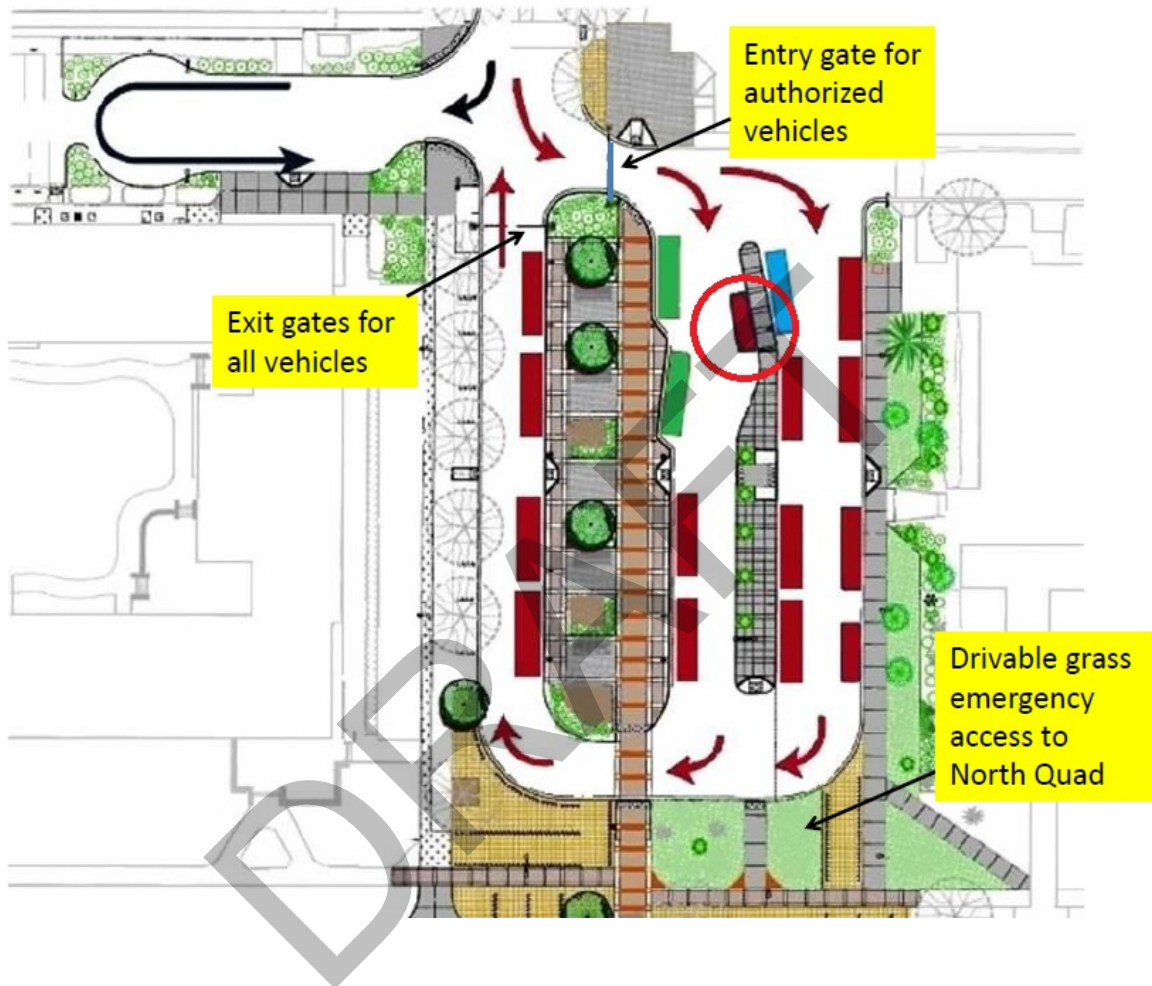 Entry gate for
authorized
vehicles
Exit gates for
all vehicles
Drivable grass
emergency
access to
North Quad
DRAFT